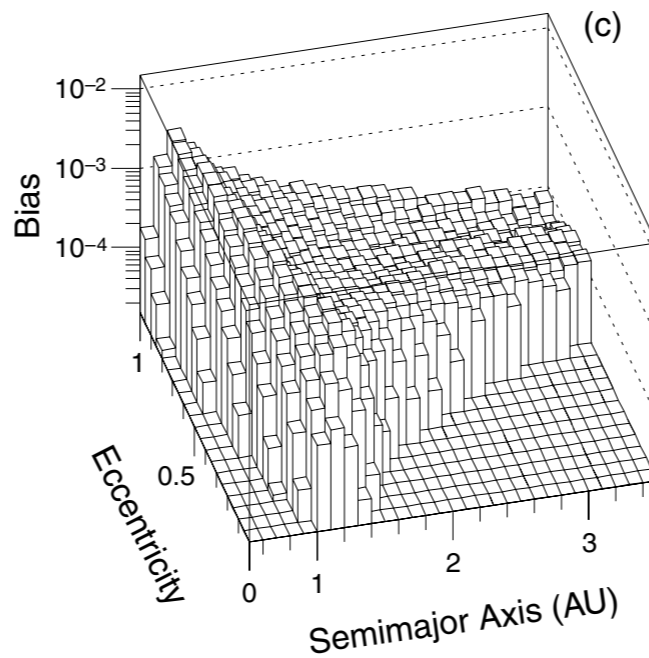 (c)
10⁻²
10⁻³
10⁻⁴
Bias
1
0.5
0
Eccentricity
1
2
3
Semimajor Axis (AU)